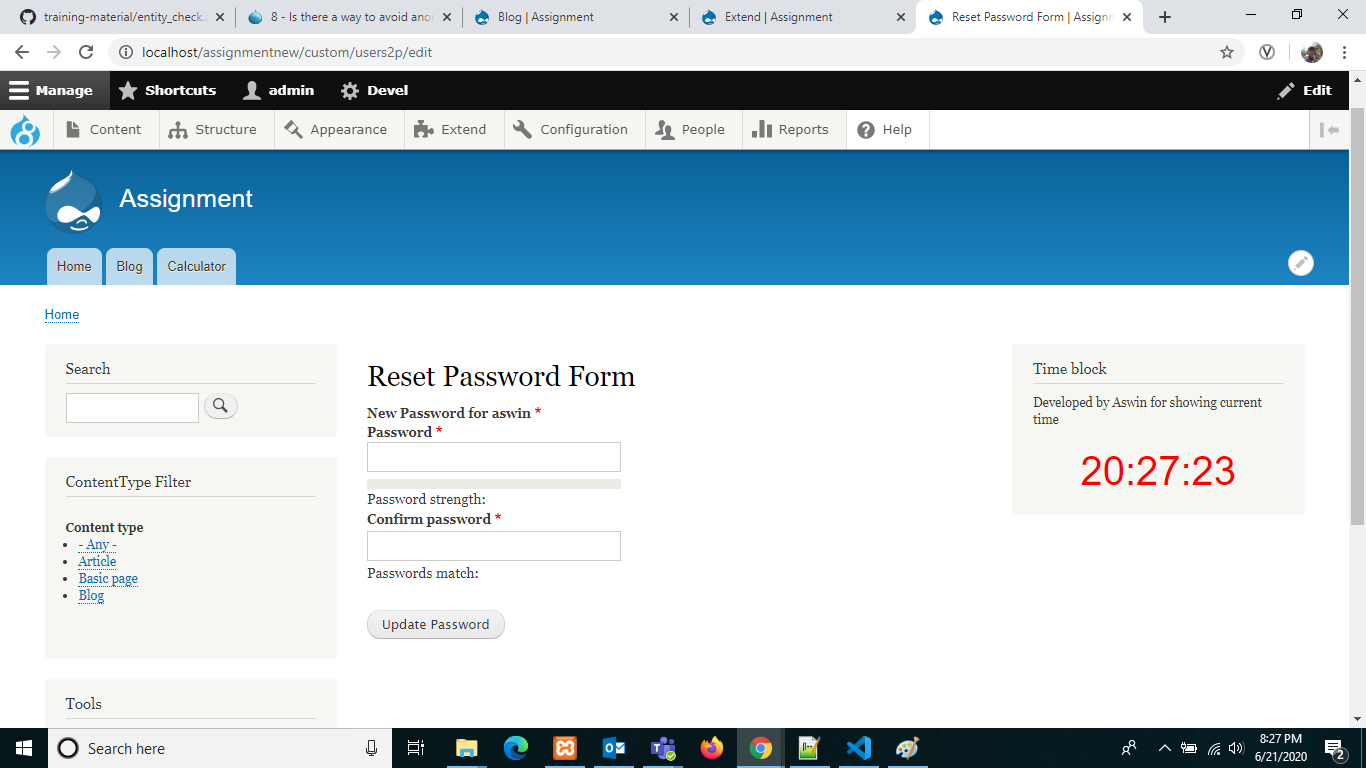 training-material/entity_check.
8 - Is there a way to avoid anor
Blog | Assignment
Extend | Assignment
Reset Password Form | Assignm
localhost/assignmentnew/custom/users2p/edit
Manage Shortcuts admin Devel Edit
Content Structure Appearance Extend Configuration People Reports Help
Assignment
Home Blog Calculator
Home
Search
ContentType Filter
Content type
- Any -
Article
Basic page
Blog
Tools
Reset Password Form
New Password for aswin *
Password *
Password strength:
Confirm password *
Passwords match:
Update Password
Time block
Developed by Aswin for showing current
time
20:27:23
Search here
8:27 PM
6/21/2020
2